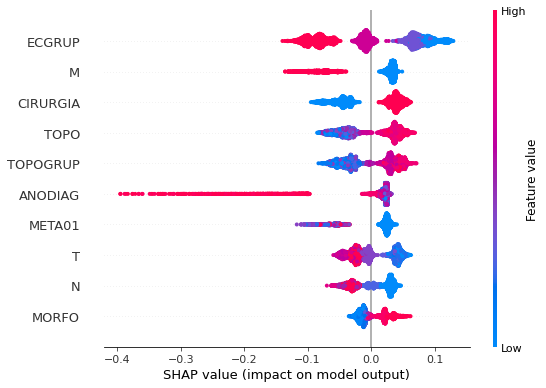 High
ECGRUP
M
CIRURGIA
TOPO
TOPOGRUP
ANODIAG
META01
T
N
MORFO
Feature value
Low
−0.4 −0.3 −0.2 −0.1 0.0 0.1
SHAP value (impact on model output)